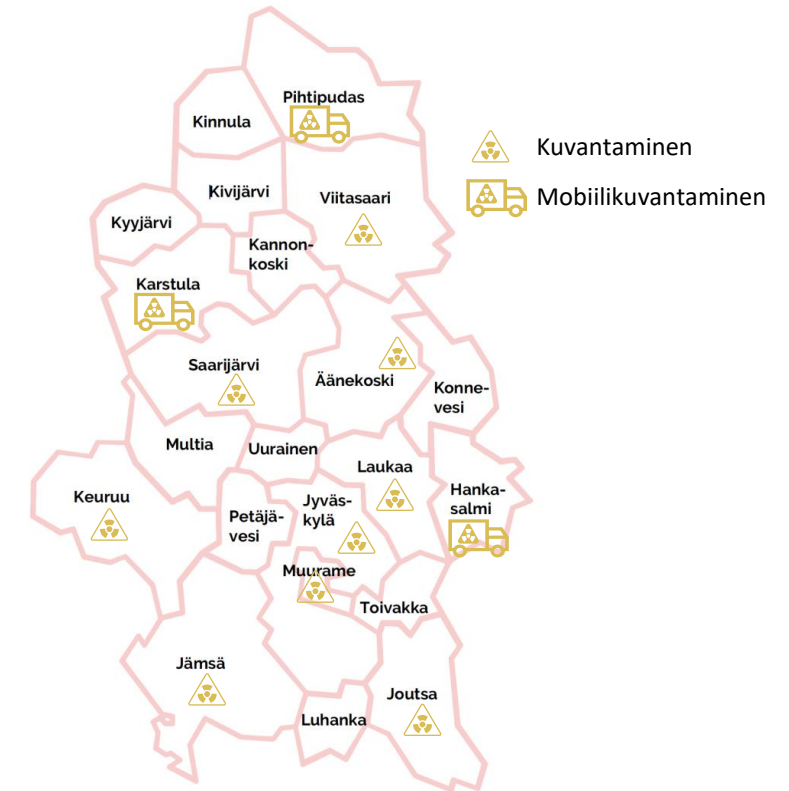 Pihtipudas
Kinnula
Kuvantaminen
Kivijärvi
Viitasaari
Mobiilikuvantaminen
Kyyjärvi
Kannon-
koski
Karstula
Saarijärvi
Äänekoski
Konne-
vesi
Multia
Uurainen
Laukaa
Keuruu
Hanka-
salmi
Petäjä-
vesi
Jyväs-
kylä
Muurame
Toivakka
Jämsä
Joutsa
Luhanka